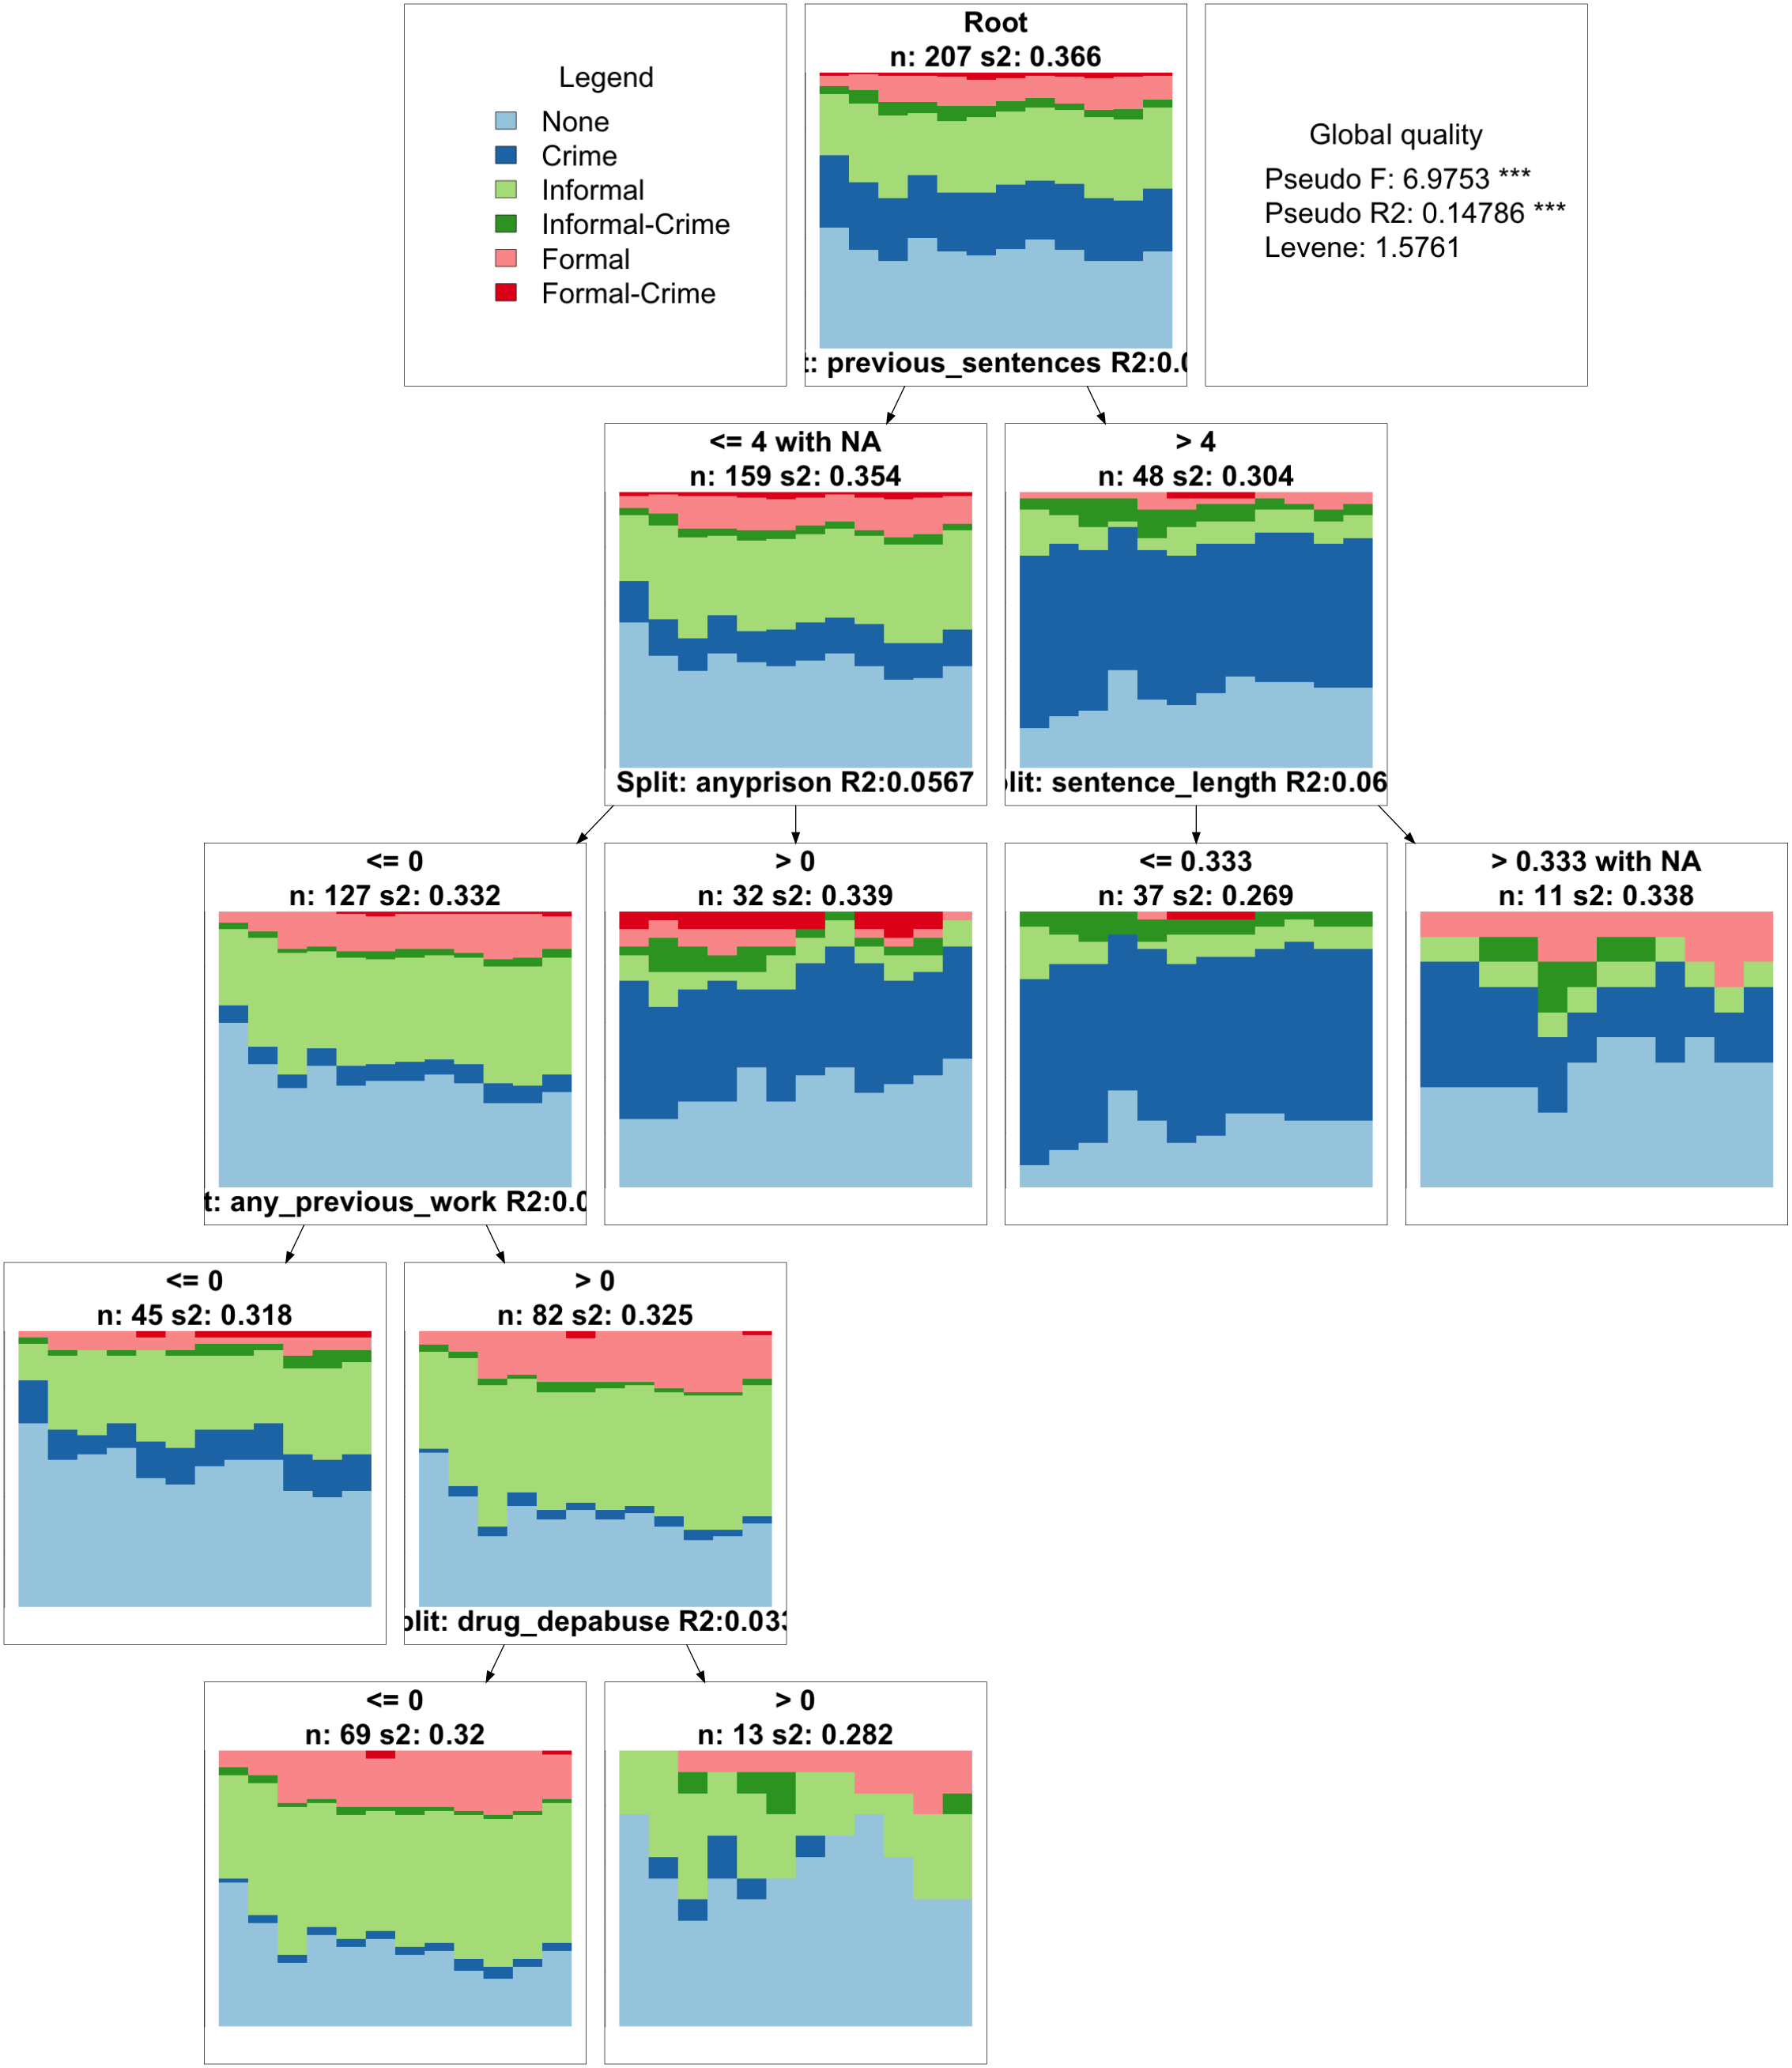 Legend
None
Crime
Informal
Informal-Crime
Formal
Formal-Crime
Root
n: 207 s2: 0.366
t: previous_sentences R2:0.0
Global quality
Pseudo F: 6.9753 ***
Pseudo R2: 0.14786 ***
Levene: 1.5761
<= 4 with NA
n: 159 s2: 0.354
Split: anyprison R2:0.0567
> 4
n: 48 s2: 0.304
lit: sentence_length R2:0.06
<= 0
n: 127 s2: 0.332
t: any_previous_work R2:0.0
> 0
n: 32 s2: 0.339
<= 0.333
n: 37 s2: 0.269
> 0.333 with NA
n: 11 s2: 0.338
<= 0
n: 45 s2: 0.318
> 0
n: 82 s2: 0.325
plit: drug_depabuse R2:0.033
<= 0
n: 69 s2: 0.32
> 0
n: 13 s2: 0.282